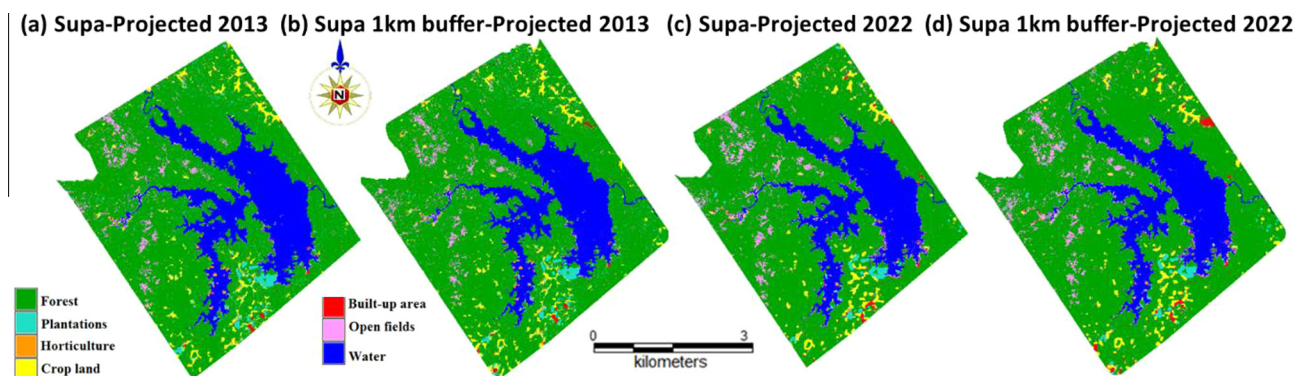 (a) Supa-Projected 2013 (b) Supa 1km buffer-Projected 2013 (c) Supa-Projected 2022 (d) Supa 1km buffer-Projected 2022
N
Forest
Plantations
Horticulture
Crop land
Built-up area
Open fields
Water
0 3
kilometers